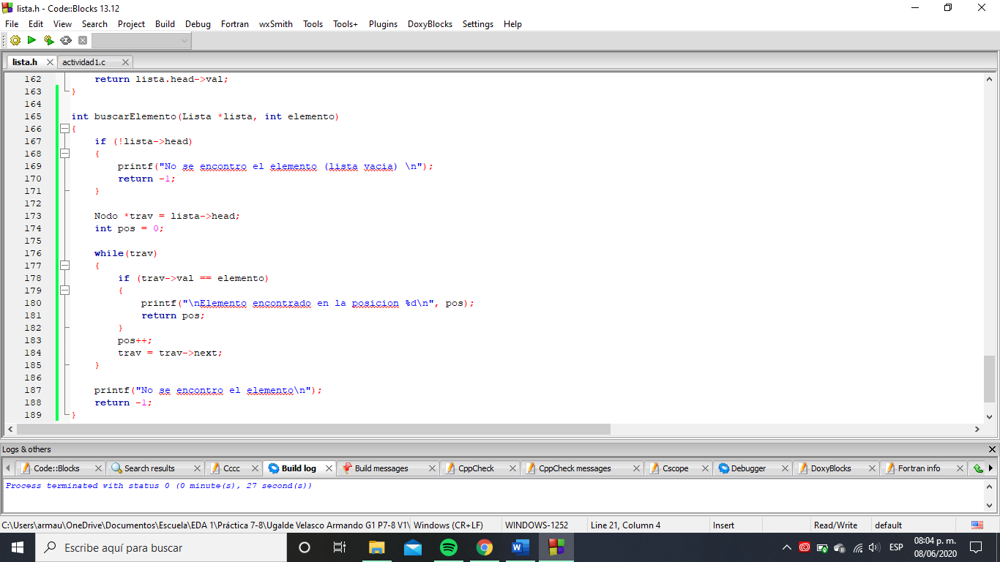 lista.h - Code::Blocks 13.12
File Edit View Search Project Build Debug Fortran wxSmith Tools Tools+ Plugins DoxyBlocks Settings Help
lista.h actividad1.c
162 return lista.head->val;
163 }
164
165 int buscarElemento(Lista *lista, int elemento)
166 {
167 if (!lista->head)
168 {
169 printf("No se encontro el elemento (lista vacia) \n");
170 return -1;
171 }
172
173 Nodo *trav = lista->head;
174 int pos = 0;
175
176 while(trav)
177 {
178 if (trav->val == elemento)
179 {
180 printf("\nElemento encontrado en la posicion %d\n", pos);
181 return pos;
182 }
183 pos++;
184 trav = trav->next;
185 }
186
187 printf("No se encontro el elemento\n");
188 return -1;
189 }
Logs & others
Code::Blocks Search results Cccc Build log Build messages CppCheck CppCheck messages Cscope Debugger DoxyBlocks Fortran info
Process terminated with status 0 (0 minute(s), 27 second(s))
C:\Users\armau\OneDrive\Documentos\Escuela\EDA 1\Práctica 7-8\Ugalde Velasco Armando G1 P7-8 V1\ Windows (CR+LF) WINDOWS-1252 Line 21, Column 4 Insert Read/Write default
Escribe aquí para buscar
ESP
08:04 p. m.
08/06/2020